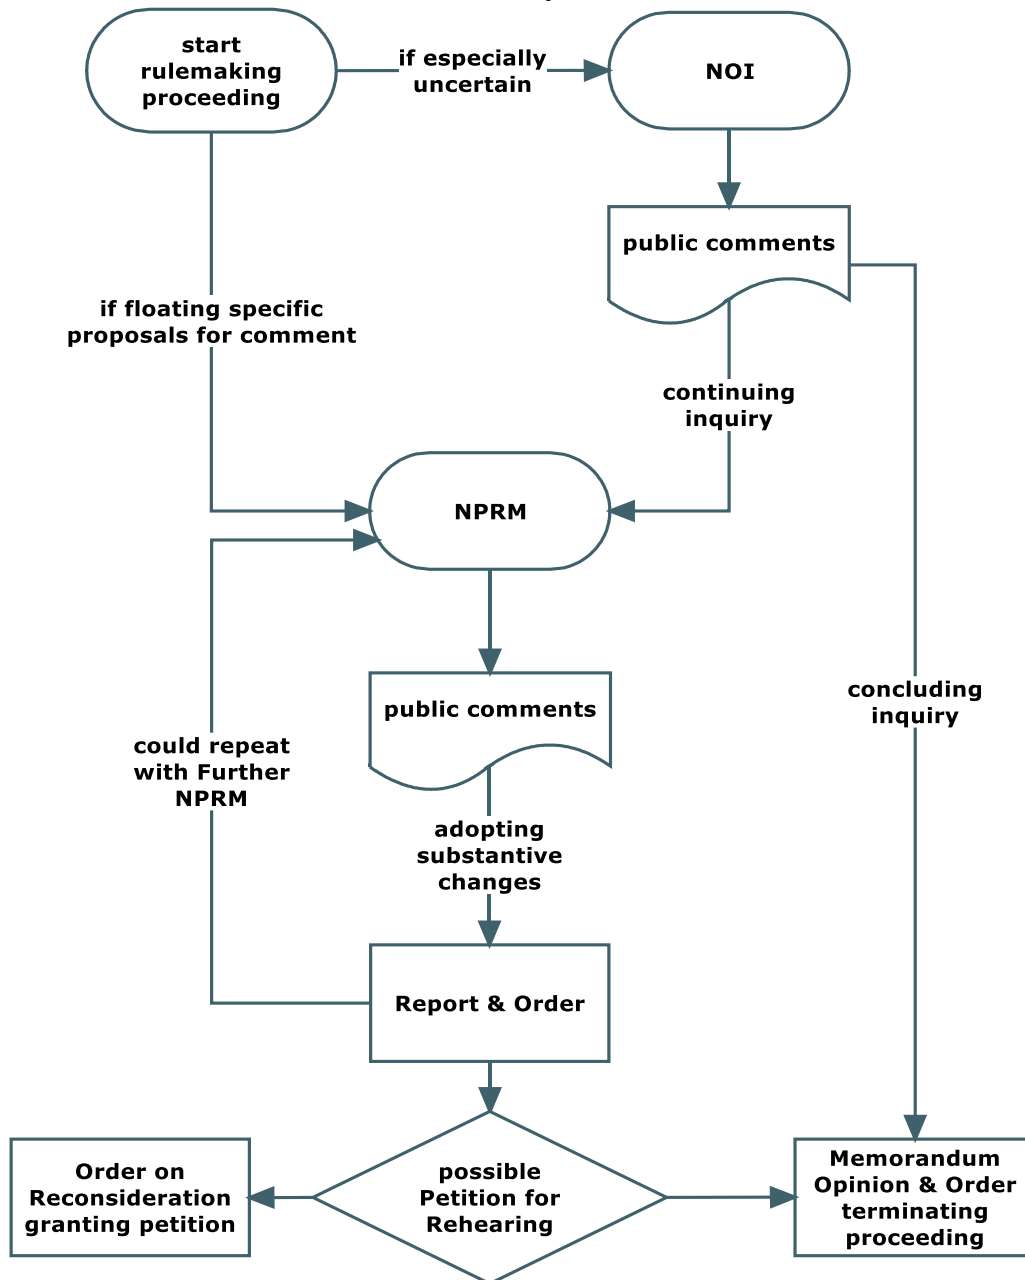 start
rulemaking
proceeding
if especially
uncertain
NOI
public comments
if floating specific
proposals for comment
continuing
inquiry
NPRM
public comments
concluding
inquiry
could repeat
with Further
NPRM
adopting
substantive
changes
Report & Order
Order on
Reconsideration
granting petition
possible
Petition for
Rehearing
Memorandum
Opinion & Order
terminating
proceeding